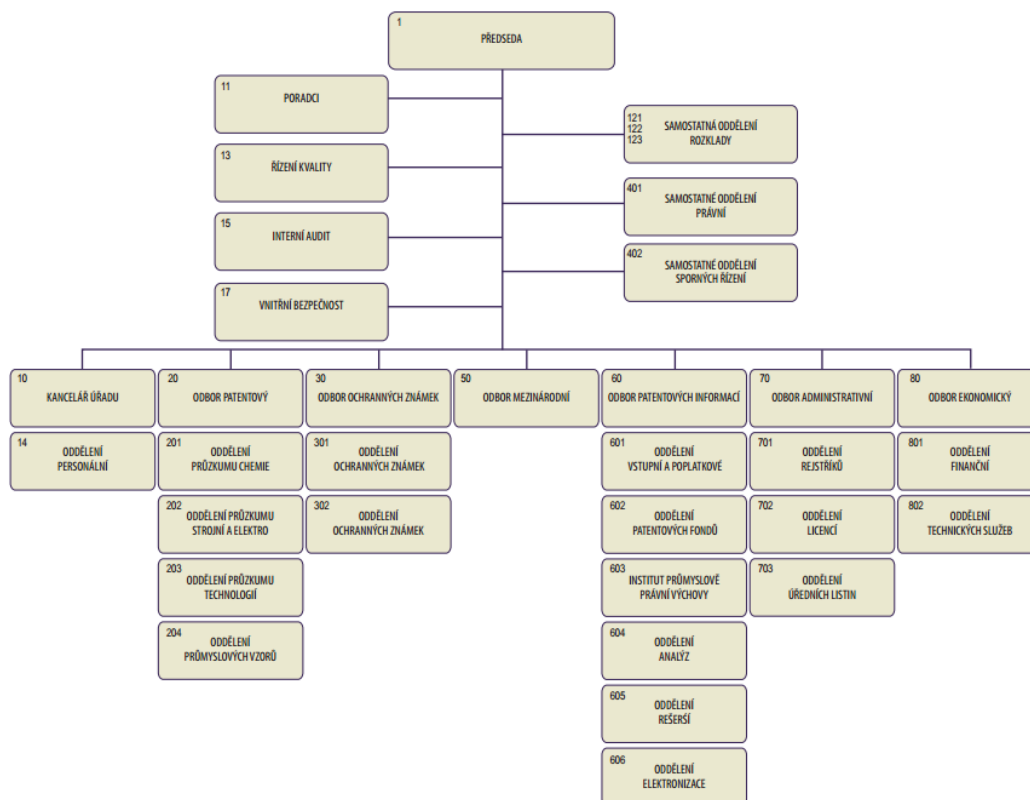 1
PŘEDSEDA
11
PORADCI
121
122
123
SAMOSTATNÁ ODDĚLENÍ
ROZKLADY
13
ŘÍZENÍ KVALITY
401
SAMOSTATNÉ ODDĚLENÍ
PRÁVNÍ
15
INTERNÍ AUDIT
402
SAMOSTATNÉ ODDĚLENÍ
SPORNÝCH ŘÍZENÍ
17
VNITŘNÍ BEZPEČNOST
10
KANCELÁŘ ÚŘADU
14
ODDĚLENÍ
PERSONÁLNÍ
20
ODBOR PATENTOVÝ
201
ODDĚLENÍ
PRŮZKUMU CHEMIE
202
ODDĚLENÍ PRŮZKUMU
STROJNÍ A ELEKTRO
203
ODDĚLENÍ PRŮZKUMU
TECHNOLOGIÍ
204
ODDĚLENÍ
PRŮMYSLOVÝCH VZORŮ
30
ODBOR OCHRANNÝCH ZNÁMEK
301
ODDĚLENÍ
OCHRANNÝCH ZNÁMEK
302
ODDĚLENÍ
OCHRANNÝCH ZNÁMEK
50
ODBOR MEZINÁRODNÍ
60
ODBOR PATENTOVÝCH INFORMACÍ
601
ODDĚLENÍ
VSTUPNÍ A POPLATKOVÉ
602
ODDĚLENÍ
PATENTOVÝCH FONDŮ
603
INSTITUT PRŮMYSLOVĚ
PRÁVNÍ VÝCHOVY
604
ODDĚLENÍ
ANALÝZ
605
ODDĚLENÍ
REŠERŠÍ
606
ODDĚLENÍ
ELEKTRONIZACE
70
ODBOR ADMINISTRATIVNÍ
701
ODDĚLENÍ
REJSTŘÍKŮ
702
ODDĚLENÍ
LICENCÍ
703
ODDĚLENÍ
ÚŘEDNÍCH LISTIN
80
ODBOR EKONOMICKÝ
801
ODDĚLENÍ
FINANČNÍ
802
ODDĚLENÍ
TECHNICKÝCH SLUŽEB